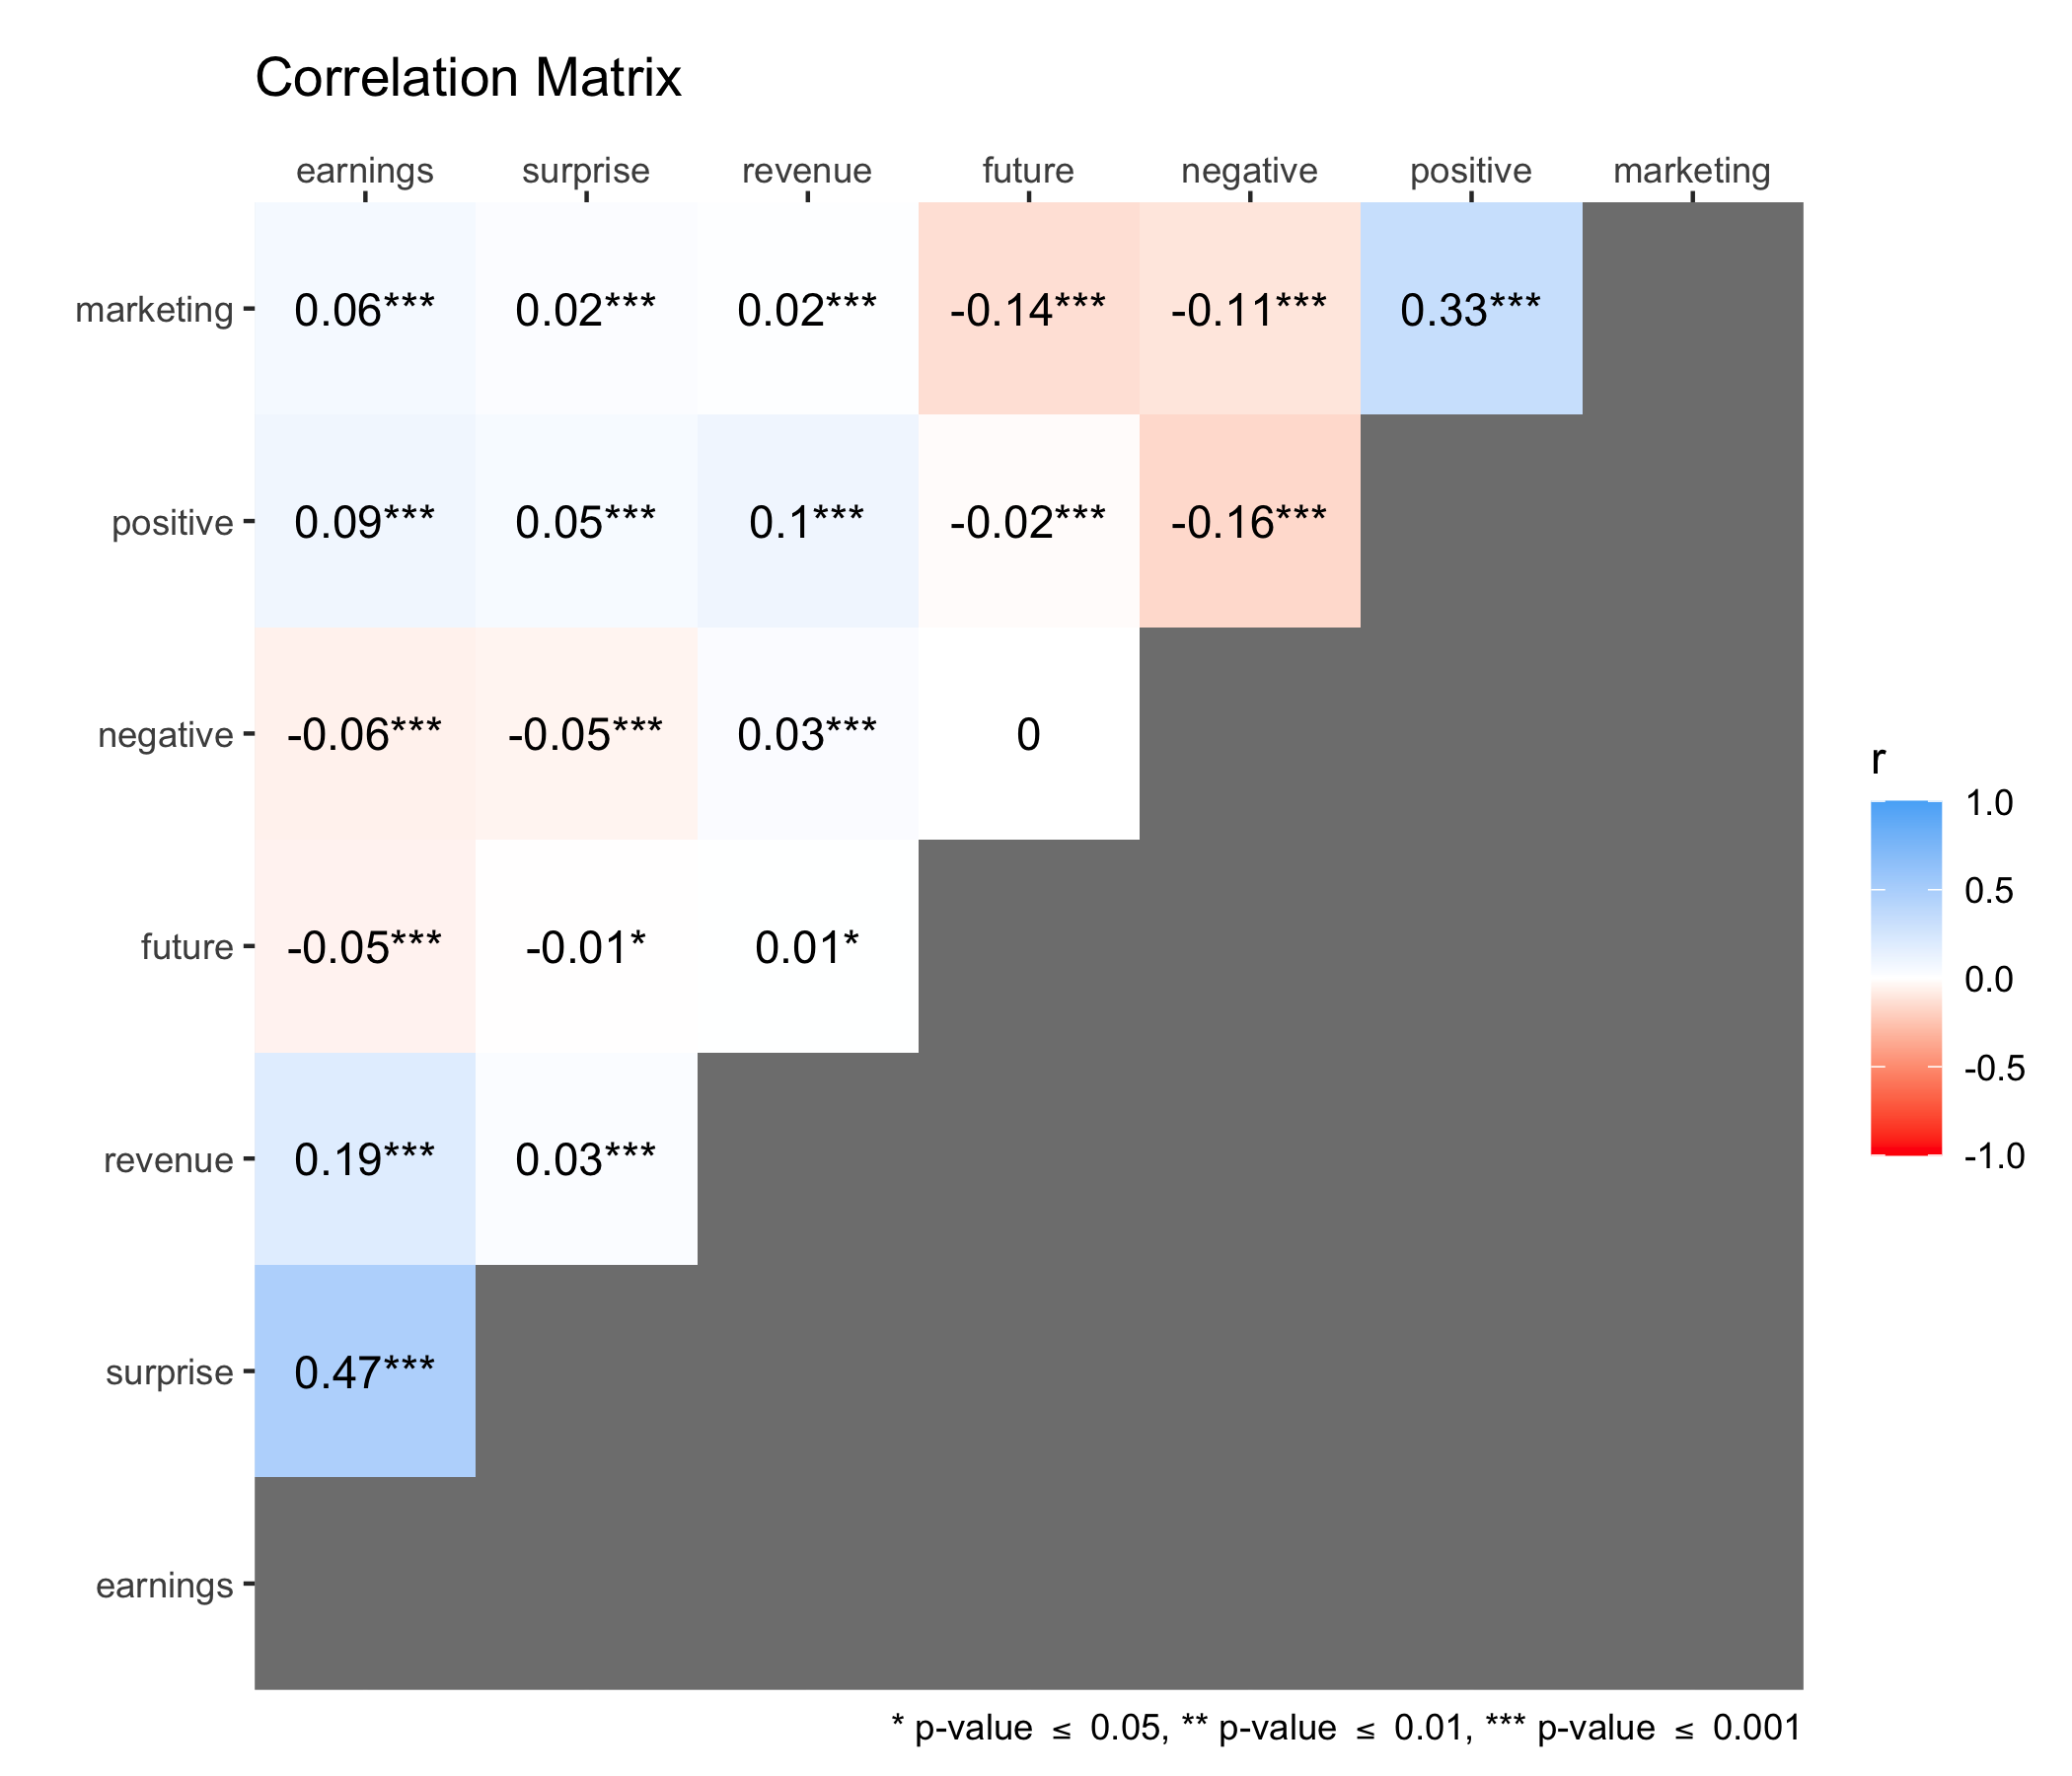 Correlation Matrix
earnings surprise revenue future negative positive marketing
marketing 0.06*** 0.02*** 0.02*** -0.14*** -0.11*** 0.33***
positive 0.09*** 0.05*** 0.1*** -0.02*** -0.16***
negative -0.06*** -0.05*** 0.03*** 0
future -0.05*** -0.01* 0.01*
revenue 0.19*** 0.03***
surprise 0.47***
earnings
r
1.0
0.5
0.0
-0.5
-1.0
* p-value ≤ 0.05, ** p-value ≤ 0.01, *** p-value ≤ 0.001